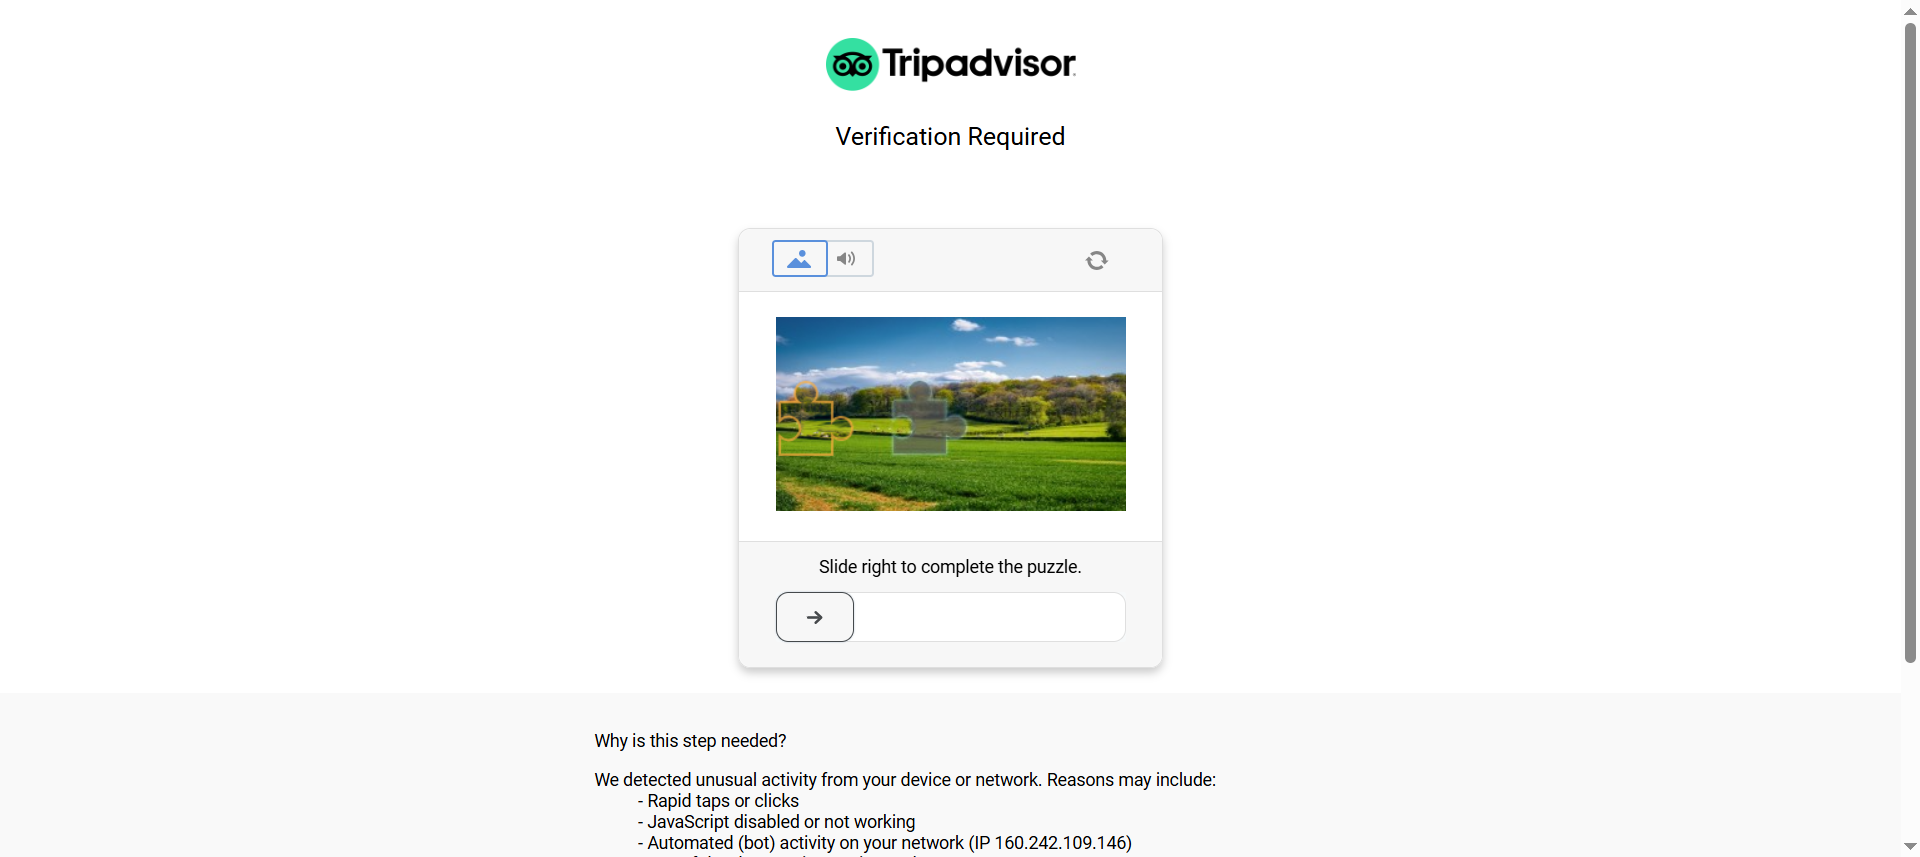 Tripadvisor
Verification Required
Slide right to complete the puzzle.
Why is this step needed?
We detected unusual activity from your device or network. Reasons may include:
- Rapid taps or clicks
- JavaScript disabled or not working
- Automated (bot) activity on your network (IP 160.242.109.146)